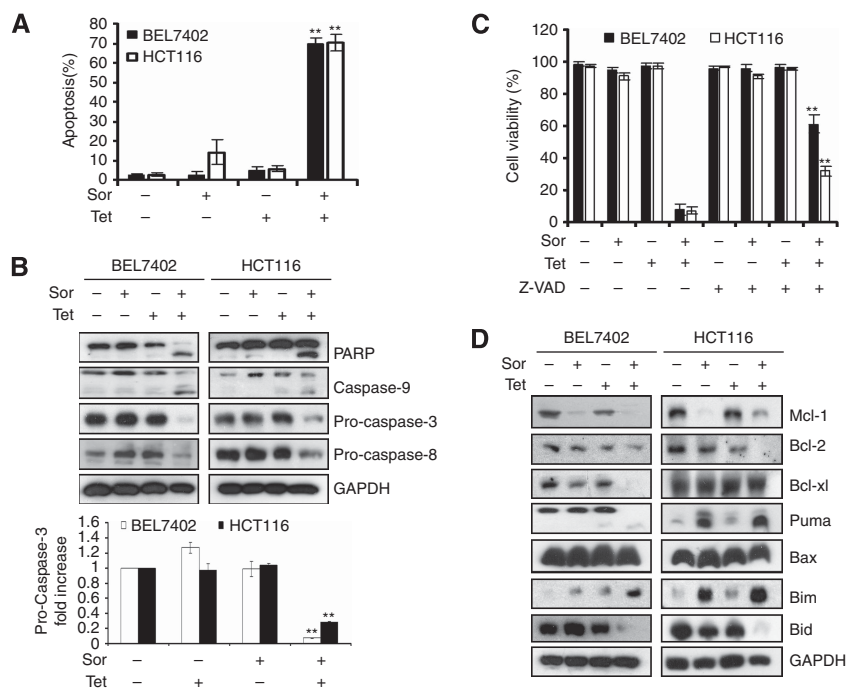 A
80
70
60
50
40
30
20
10
0
Apoptosis(%)
BEL7402
HCT116
** **
Sor – + – +
Tet – – + +
B
BEL7402 HCT116
Sor – + – + – + – +
Tet – – + + – – + +
PARP
Caspase-9
Pro-caspase-3
Pro-caspase-8
GAPDH
1.6
1.4
1.2
1
0.8
0.6
0.4
0.2
0
Pro-Caspase-3
fold increase
BEL7402 HCT116
** **
Sor – – + +
Tet – + – +
C
120
100
80
60
40
20
0
Cell viability (%)
BEL7402 HCT116
**
**
Sor – + – + – + – +
Tet – – + + – – + +
Z-VAD – – – – + + + +
D
BEL7402 HCT116
Sor – + – + – + – +
Tet – – + + – – + +
Mcl-1
Bcl-2
Bcl-xl
Puma
Bax
Bim
Bid
GAPDH